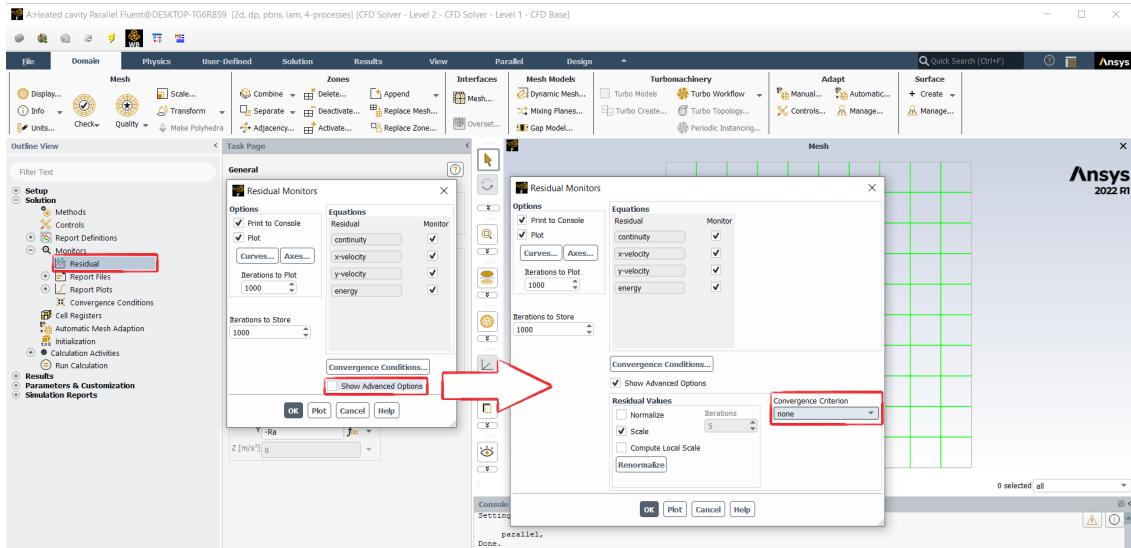 A:Heated cavity Parallel Fluent@DESKTOP-TG6RB59 [2d, dp, pbns, lam, 4-processes] [CFD Solver - Level 2 - CFD Solver - Level 1 - CFD Base]
WB
File Domain Physics User-Defined Solution Results View Parallel Design Quick Search (Ctrl+F) Ansys
Mesh Zones Interfaces Mesh Models Turbomachinery Adapt Surface
Display... Scale... Combine Delete... Append Mesh... Dynamic Mesh... Turbo Models Turbo Workflow Manual... Automatic... + Create
Info Transform Separate Deactivate... Replace Mesh... Mixing Planes... Turbo Create... Turbo Topology... Controls... Manage... Manage...
Units... Check Quality Make Polyhedra Adjacency... Activate... Replace Zone... Overset... Gap Model... Periodic Instancing...
Outline View
Filter Text
Setup
Solution
Methods
Controls
Report Definitions
Monitors
Residual
Report Files
Report Plots
Convergence Conditions
Cell Registers
Automatic Mesh Adaption
Initialization
Calculation Activities
Run Calculation
Results
Parameters & Customization
Simulation Reports
Task Page
General
Residual Monitors
Options
Print to Console
Plot
Curves... Axes...
Iterations to Plot
1000
Iterations to Store
1000
Equations
Residual Monitor
continuity
x-velocity
y-velocity
energy
Convergence Conditions...
Show Advanced Options
OK Plot Cancel Help
Y -Ra
Z [m/s²] 0
Mesh
Ansys
2022 R1
Residual Monitors
Options
Print to Console
Plot
Curves... Axes...
Iterations to Plot
1000
Iterations to Store
1000
Equations
Residual Monitor
continuity
x-velocity
y-velocity
energy
Convergence Conditions...
Show Advanced Options
Residual Values
Normalize
Iterations
5
Scale
Compute Local Scale
Renormalize
Convergence Criterion
none
OK Plot Cancel Help
0 selected all
Console
Setting
parallel,
Done.